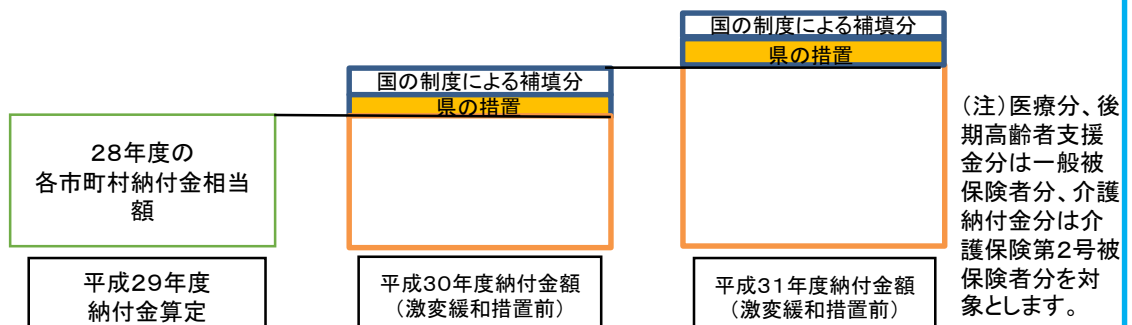 国の制度による補填分
県の措置
国の制度による補填分
県の措置
28年度の
各市町村納付金相当
額
(注)医療分、後
期高齢者支援
金分は一般被
保険者分、介護
納付金分は介
護保険第2号被
保険者分を対
象とします。
平成29年度
納付金算定
平成30年度納付金額
(激変緩和措置前)
平成31年度納付金額
(激変緩和措置前)